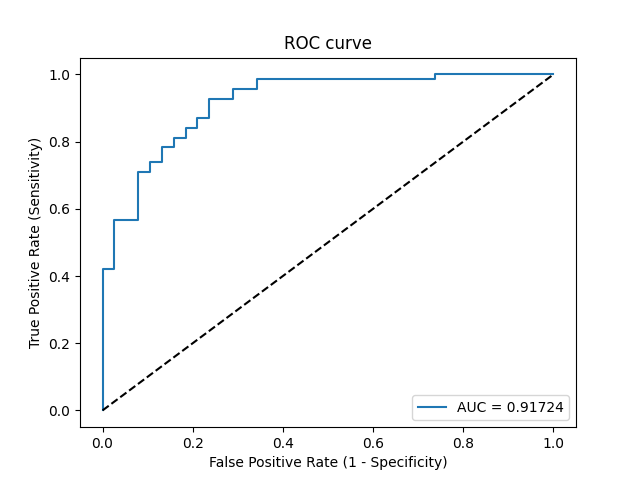 ROC curve
True Positive Rate (Sensitivity)
1.0
0.8
0.6
0.4
0.2
0.0
AUC = 0.91724
0.0 0.2 0.4 0.6 0.8 1.0
False Positive Rate (1 - Specificity)